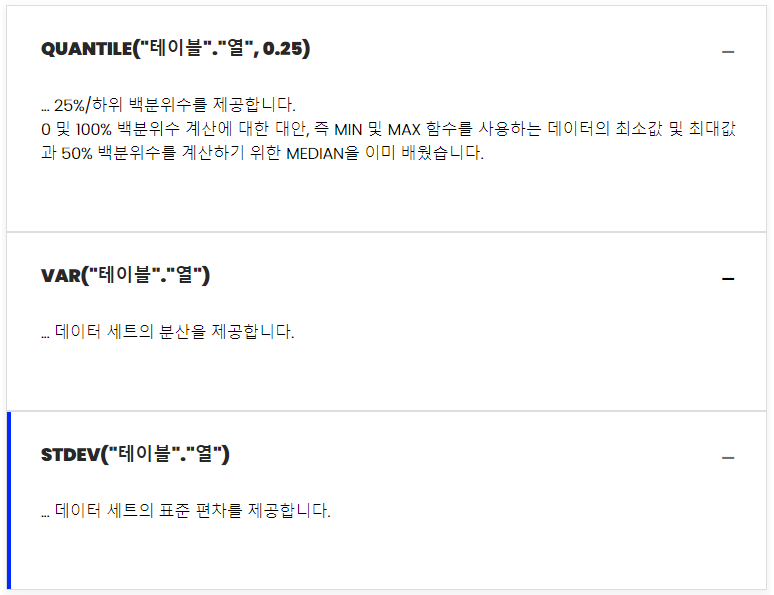 QUANTILE("테이블"."열", 0.25)
... 25%/하위 백분위수를 제공합니다.
0 및 100% 백분위수 계산에 대한 대안, 즉 MIN 및 MAX 함수를 사용하는 데이터의 최소값 및 최대값
과 50% 백분위수를 계산하기 위한 MEDIAN을 이미 배웠습니다.
VAR("테이블"."열")
... 데이터 세트의 분산을 제공합니다.
STDEV("테이블"."열")
... 데이터 세트의 표준 편차를 제공합니다.